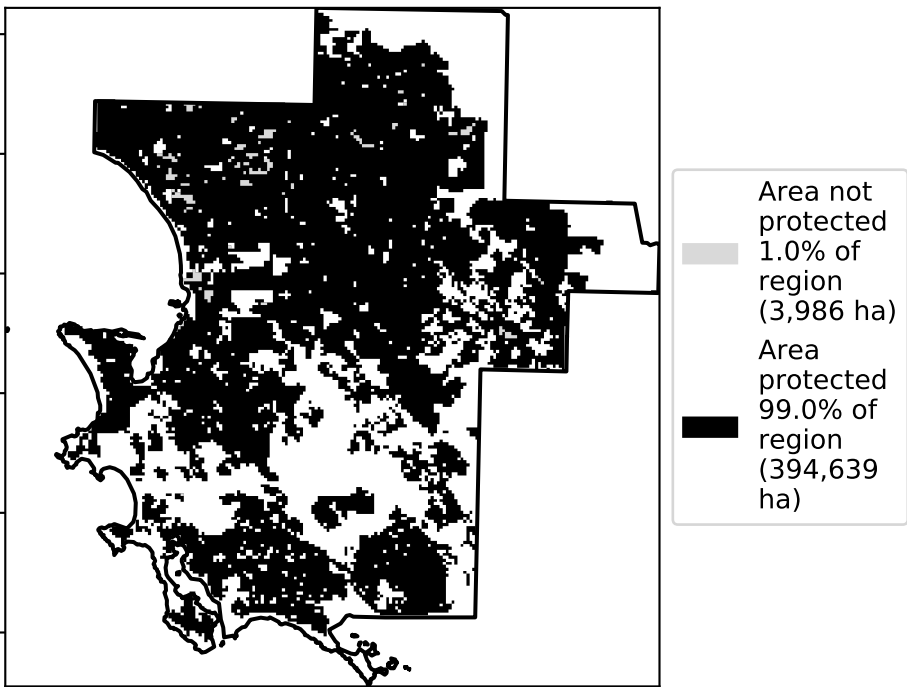 Area not
protected
1.0% of
region
(3,986 ha)
Area
protected
99.0% of
region
(394,639
ha)